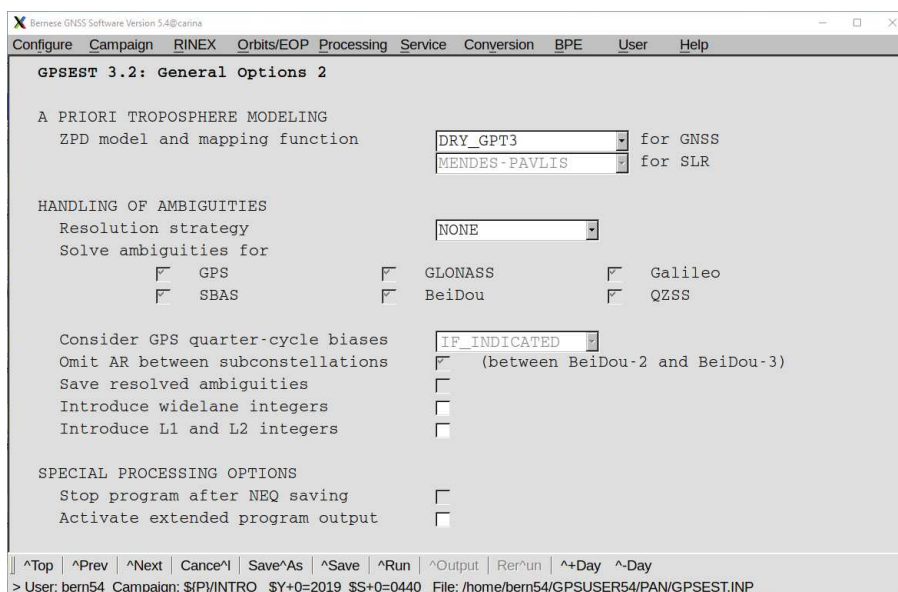 Bernese GNSS Software Version 5.4@carina
Configure Campaign RINEX Orbits/EOP Processing Service Conversion BPE User Help
GPSEST 3.2: General Options 2
A PRIORI TROPOSPHERE MODELING
ZPD model and mapping function DRY_GPT3 for GNSS
MENDES-PAVLIS for SLR
HANDLING OF AMBIGUITIES
Resolution strategy NONE
Solve ambiguities for
GPS GLONASS Galileo
SBAS BeiDou QZSS
Consider GPS quarter-cycle biases IF_INDICATED
Omit AR between subconstellations (between BeiDou-2 and BeiDou-3)
Save resolved ambiguities
Introduce widelane integers
Introduce L1 and L2 integers
SPECIAL PROCESSING OPTIONS
Stop program after NEQ saving
Activate extended program output
^Top ^Prev ^Next Cance^l Save^As ^Save ^Run ^Output Rer^un ^+Day ^-Day
> User: bern54 Campaign: ${P}/INTRO $Y+0=2019 $S+0=0440 File: /home/bern54/GPSUSER54/PAN/GPSEST.INP